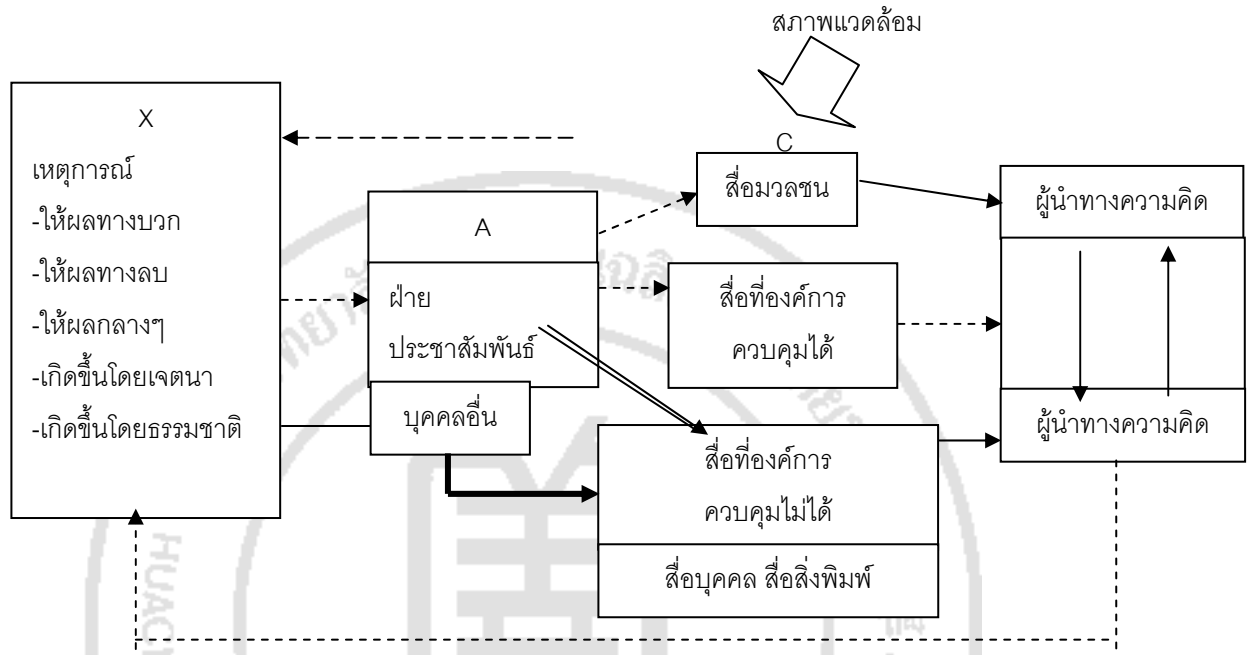 สภาพแวดล้อม
X
เหตุการณ์
-ให้ผลทางบวก
-ให้ผลทางลบ
-ให้ผลกลางๆ
-เกิดขึ้นโดยเจตนา
-เกิดขึ้นโดยธรรมชาติ
A
ฝ่าย
ประชาสัมพันธ์
บุคคลอื่น
C
สื่อมวลชน
สื่อที่องค์การ
ควบคุมได้
สื่อที่องค์การ
ควบคุมไม่ได้
สื่อบุคคล สื่อสิ่งพิมพ์
ผู้นำทางความคิด
ผู้นำทางความคิด